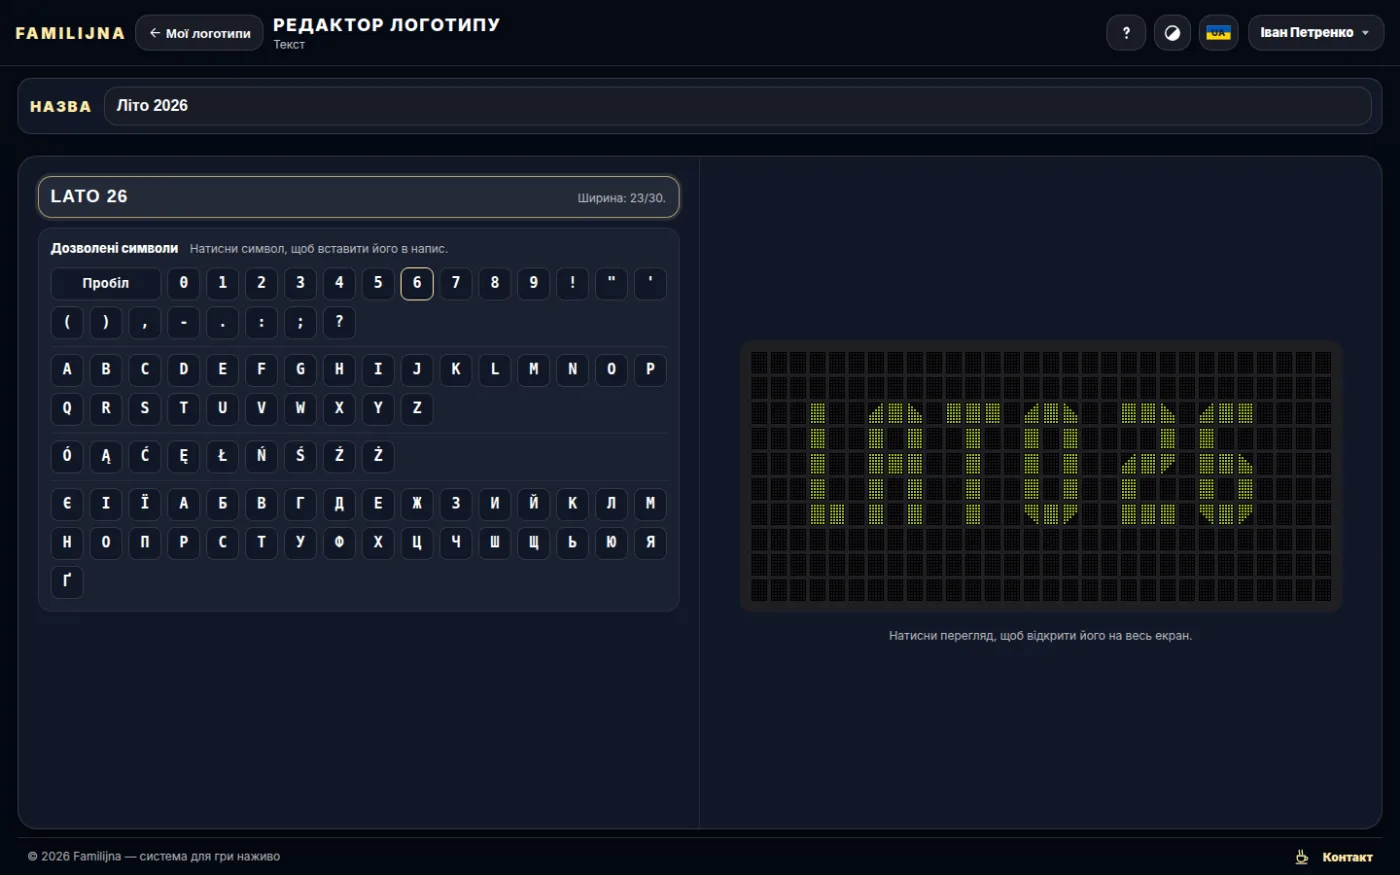 FAMILIJNA
← Мої логотипи
РЕДАКТОР ЛОГОТИПУ
Текст
?
UA
Іван Петренко
НАЗВА
Літо 2026
LATO 26
Ширина: 23/30.
Дозволені символи
Натисни символ, щоб вставити його в напис.
Пробіл 0 1 2 3 4 5 6 7 8 9 ! " '
( ) , - . : ; ?
A B C D E F G H I J K L M N O P
Q R S T U V W X Y Z
Ó Ą Ć Ę Ł Ń Ś Ź Ż
Є І Ї А Б В Г Д Е Ж З И Й К Л М
Н О П Р С Т У Ф Х Ц Ч Ш Щ Ь Ю Я
Ґ
LATO 26
Натисни перегляд, щоб відкрити його на весь екран.
© 2026 Familijna — система для гри наживо
Контакт